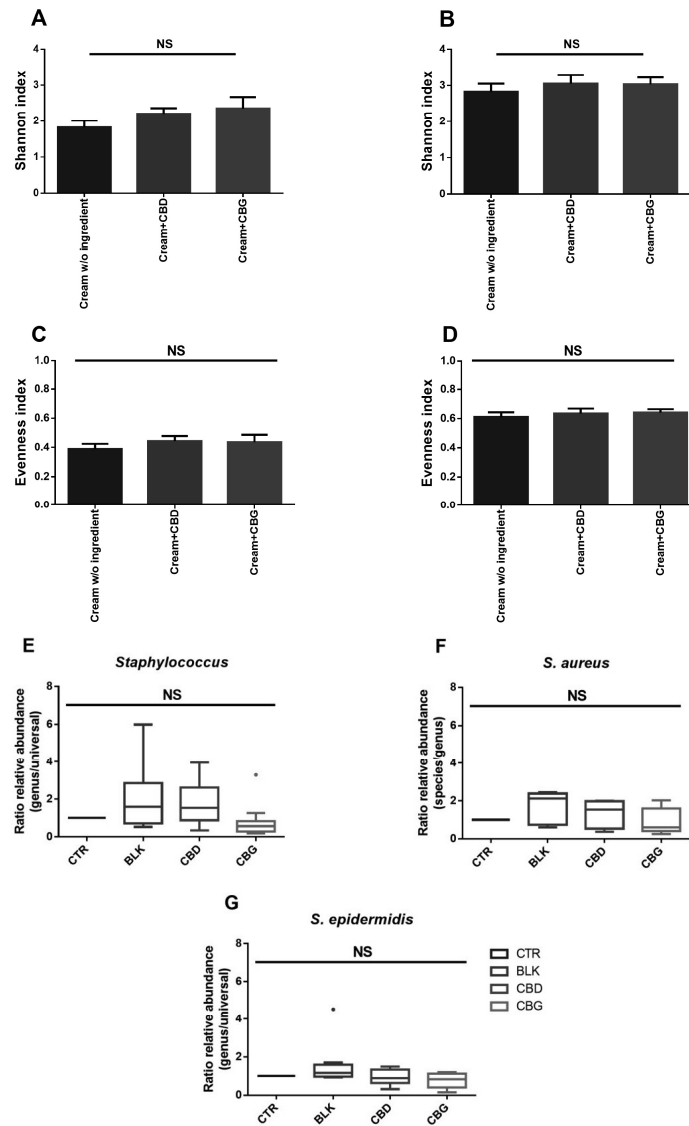 A
NS
Shannon index
4
3
2
1
0
Cream w/o ingredient
Cream+CBD
Cream+CBG
B
NS
Shannon index
4
3
2
1
0
Cream w/o ingredient
Cream+CBD
Cream+CBG
C
NS
Evenness index
1.0
0.8
0.6
0.4
0.2
0.0
Cream w/o ingredient
Cream+CBD
Cream+CBG
D
NS
Evenness index
1.0
0.8
0.6
0.4
0.2
0.0
Cream w/o ingredient
Cream+CBD
Cream+CBG
E
Staphylococcus
NS
Ratio relative abundance
(genus/universal)
8
6
4
2
0
CTR
BLK
CBD
CBG
F
S. aureus
NS
Ratio relative abundance
(species/genus)
8
6
4
2
0
CTR
BLK
CBD
CBG
G
S. epidermidis
NS
Ratio relative abundance
(genus/universal)
8
6
4
2
0
CTR
BLK
CBD
CBG
CTR
BLK
CBD
CBG